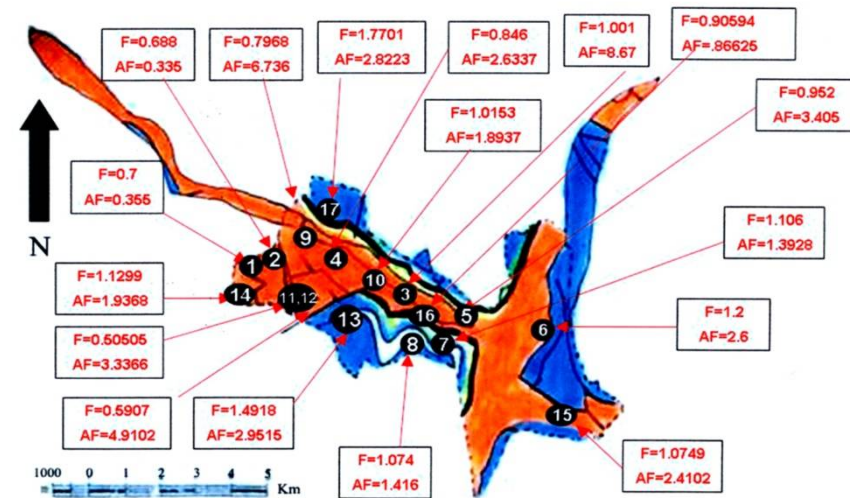 F=0.688
AF=0.335
F=0.7968
AF=6.736
F=1.7701
AF=2.8223
F=0.846
AF=2.6337
F=1.001
AF=8.67
F=0.90594
AF=.86625
F=1.0153
AF=1.8937
F=0.952
AF=3.405
F=0.7
AF=0.355
N
17
9
1
2
4
10
3
14
11,12
13
16
5
8
7
6
15
F=1.106
AF=1.3928
F=1.1299
AF=1.9368
F=0.50505
AF=3.3366
F=1.2
AF=2.6
F=0.5907
AF=4.9102
F=1.4918
AF=2.9515
F=1.074
AF=1.416
F=1.0749
AF=2.4102
1000 0 1 2 3 4 5 Km